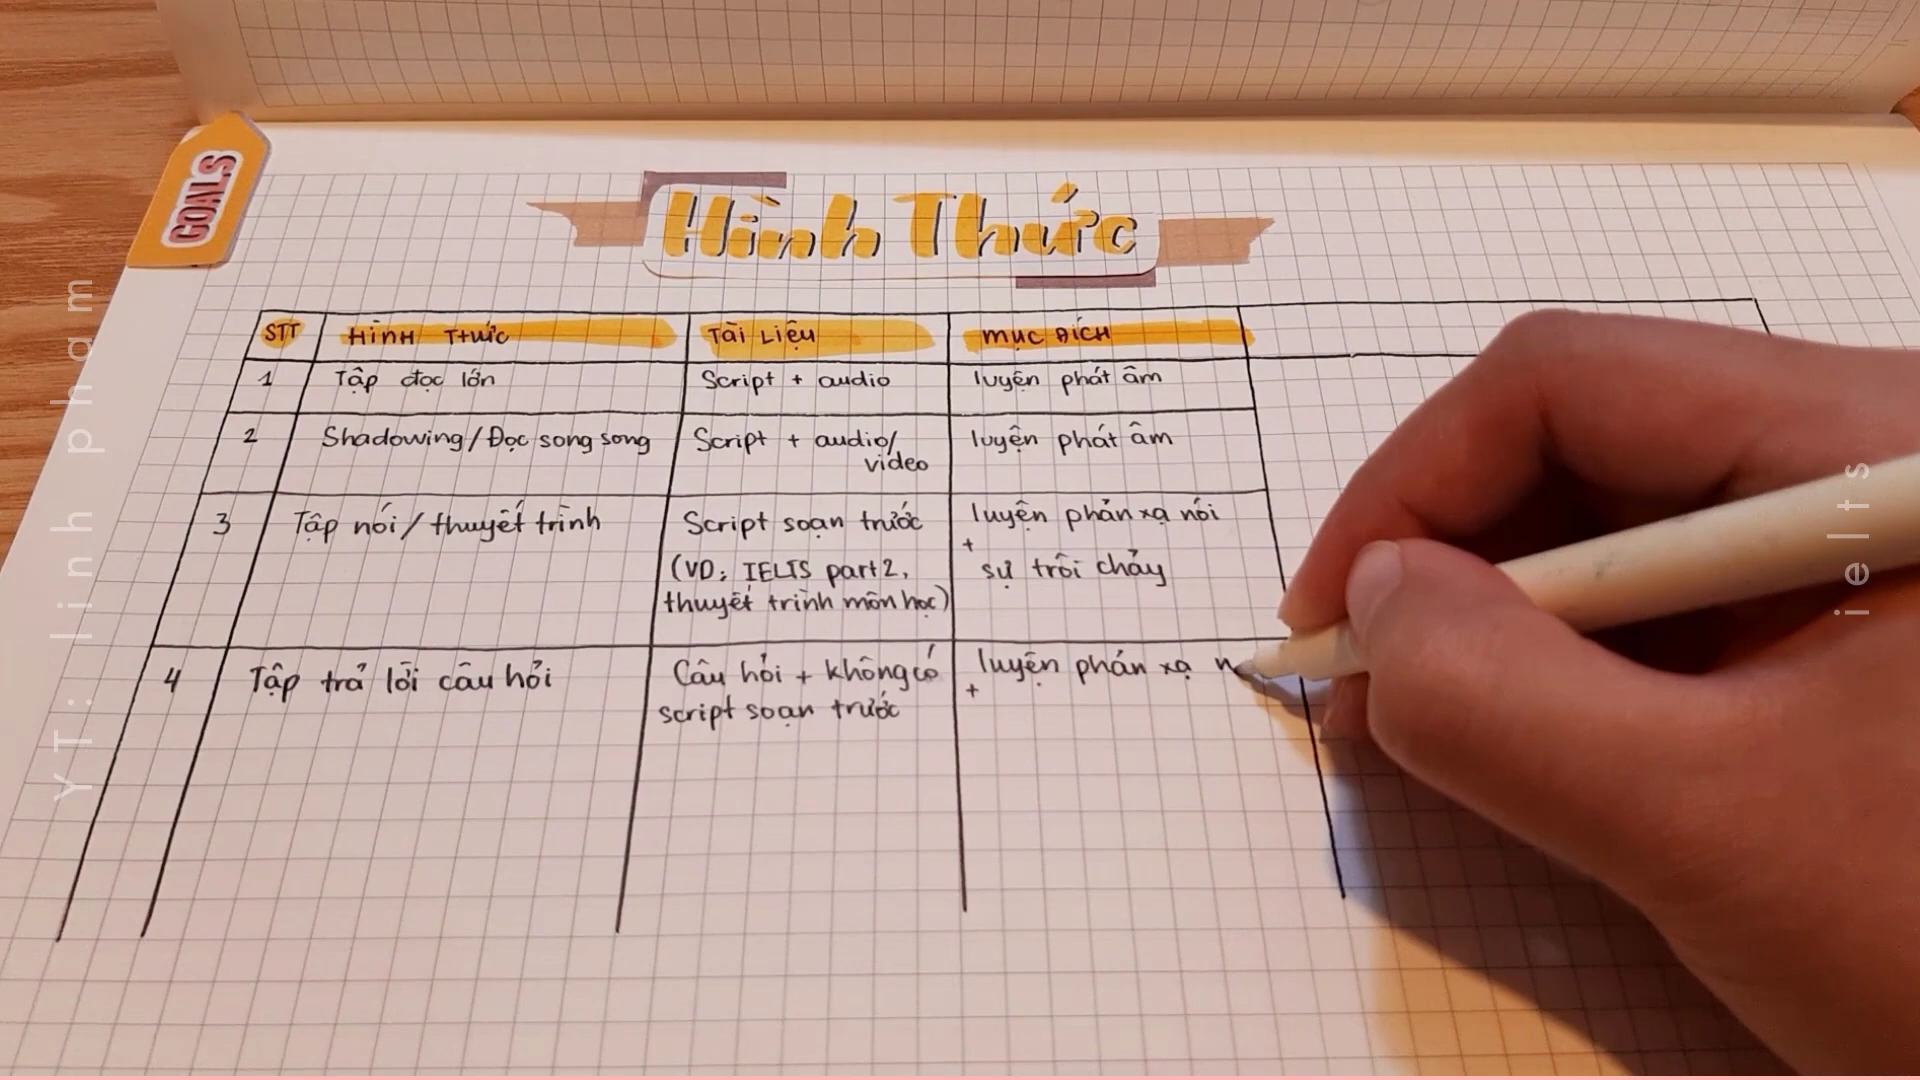 GOALS
Hình Thức
STT Hình Thức Tài Liệu Mục Đích
1 Tập đọc lớn Script + audio luyện phát âm
2 Shadowing/Đọc song song Script + audio/
video luyện phát âm
3 Tập nói/thuyết trình Script soạn trước
(VD: IELTS part 2,
thuyết trình môn học) luyện phản xạ nói
+
sự trôi chảy
4 Tập trả lời câu hỏi Câu hỏi + không có
script soạn trước luyện phản xạ n
+
YT: linh pham
ielts